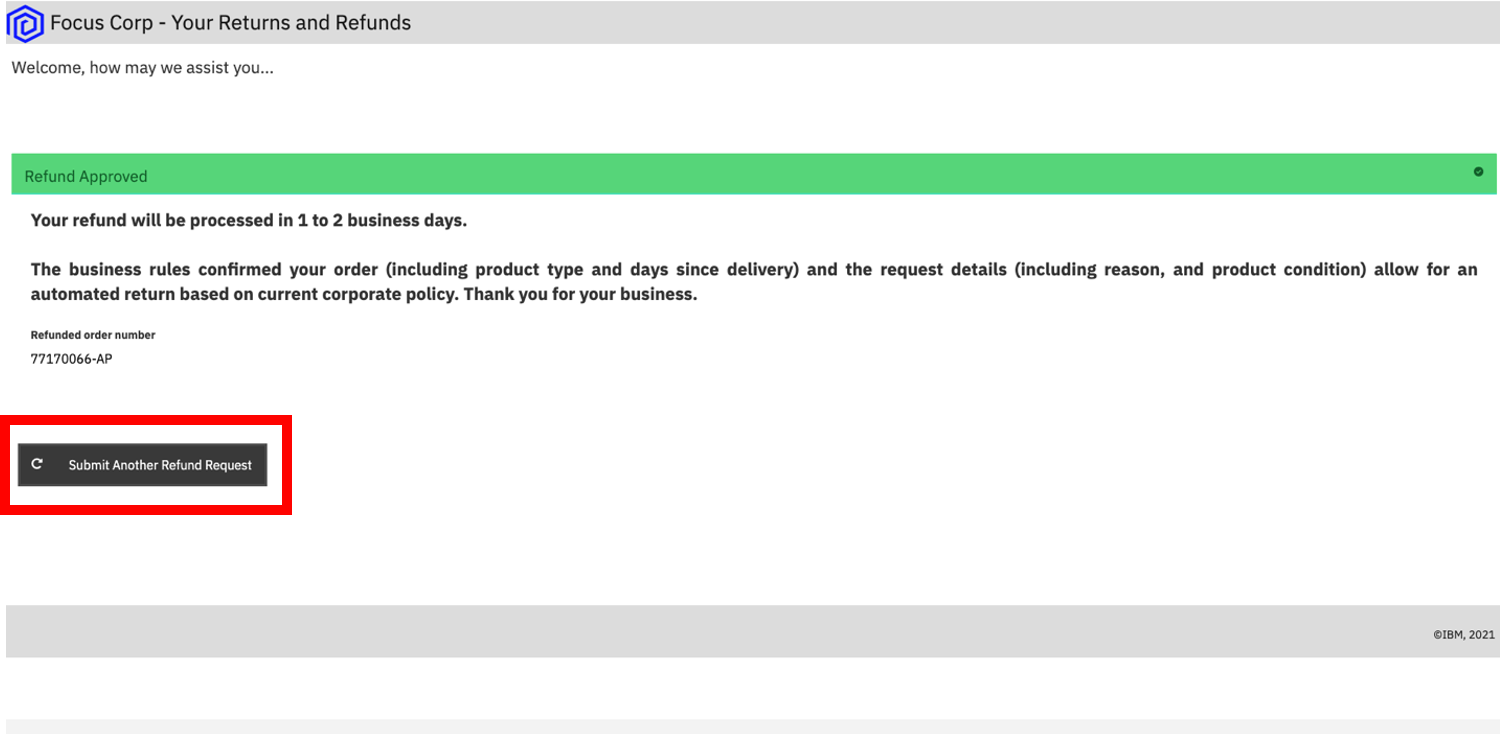 Focus Corp - Your Returns and Refunds
Welcome, how may we assist you...
Refund Approved
Your refund will be processed in 1 to 2 business days.
The business rules confirmed your order (including product type and days since delivery) and the request details (including reason, and product condition) allow for an
automated return based on current corporate policy. Thank you for your business.
Refunded order number
77170066-AP
Submit Another Refund Request
©IBM, 2021